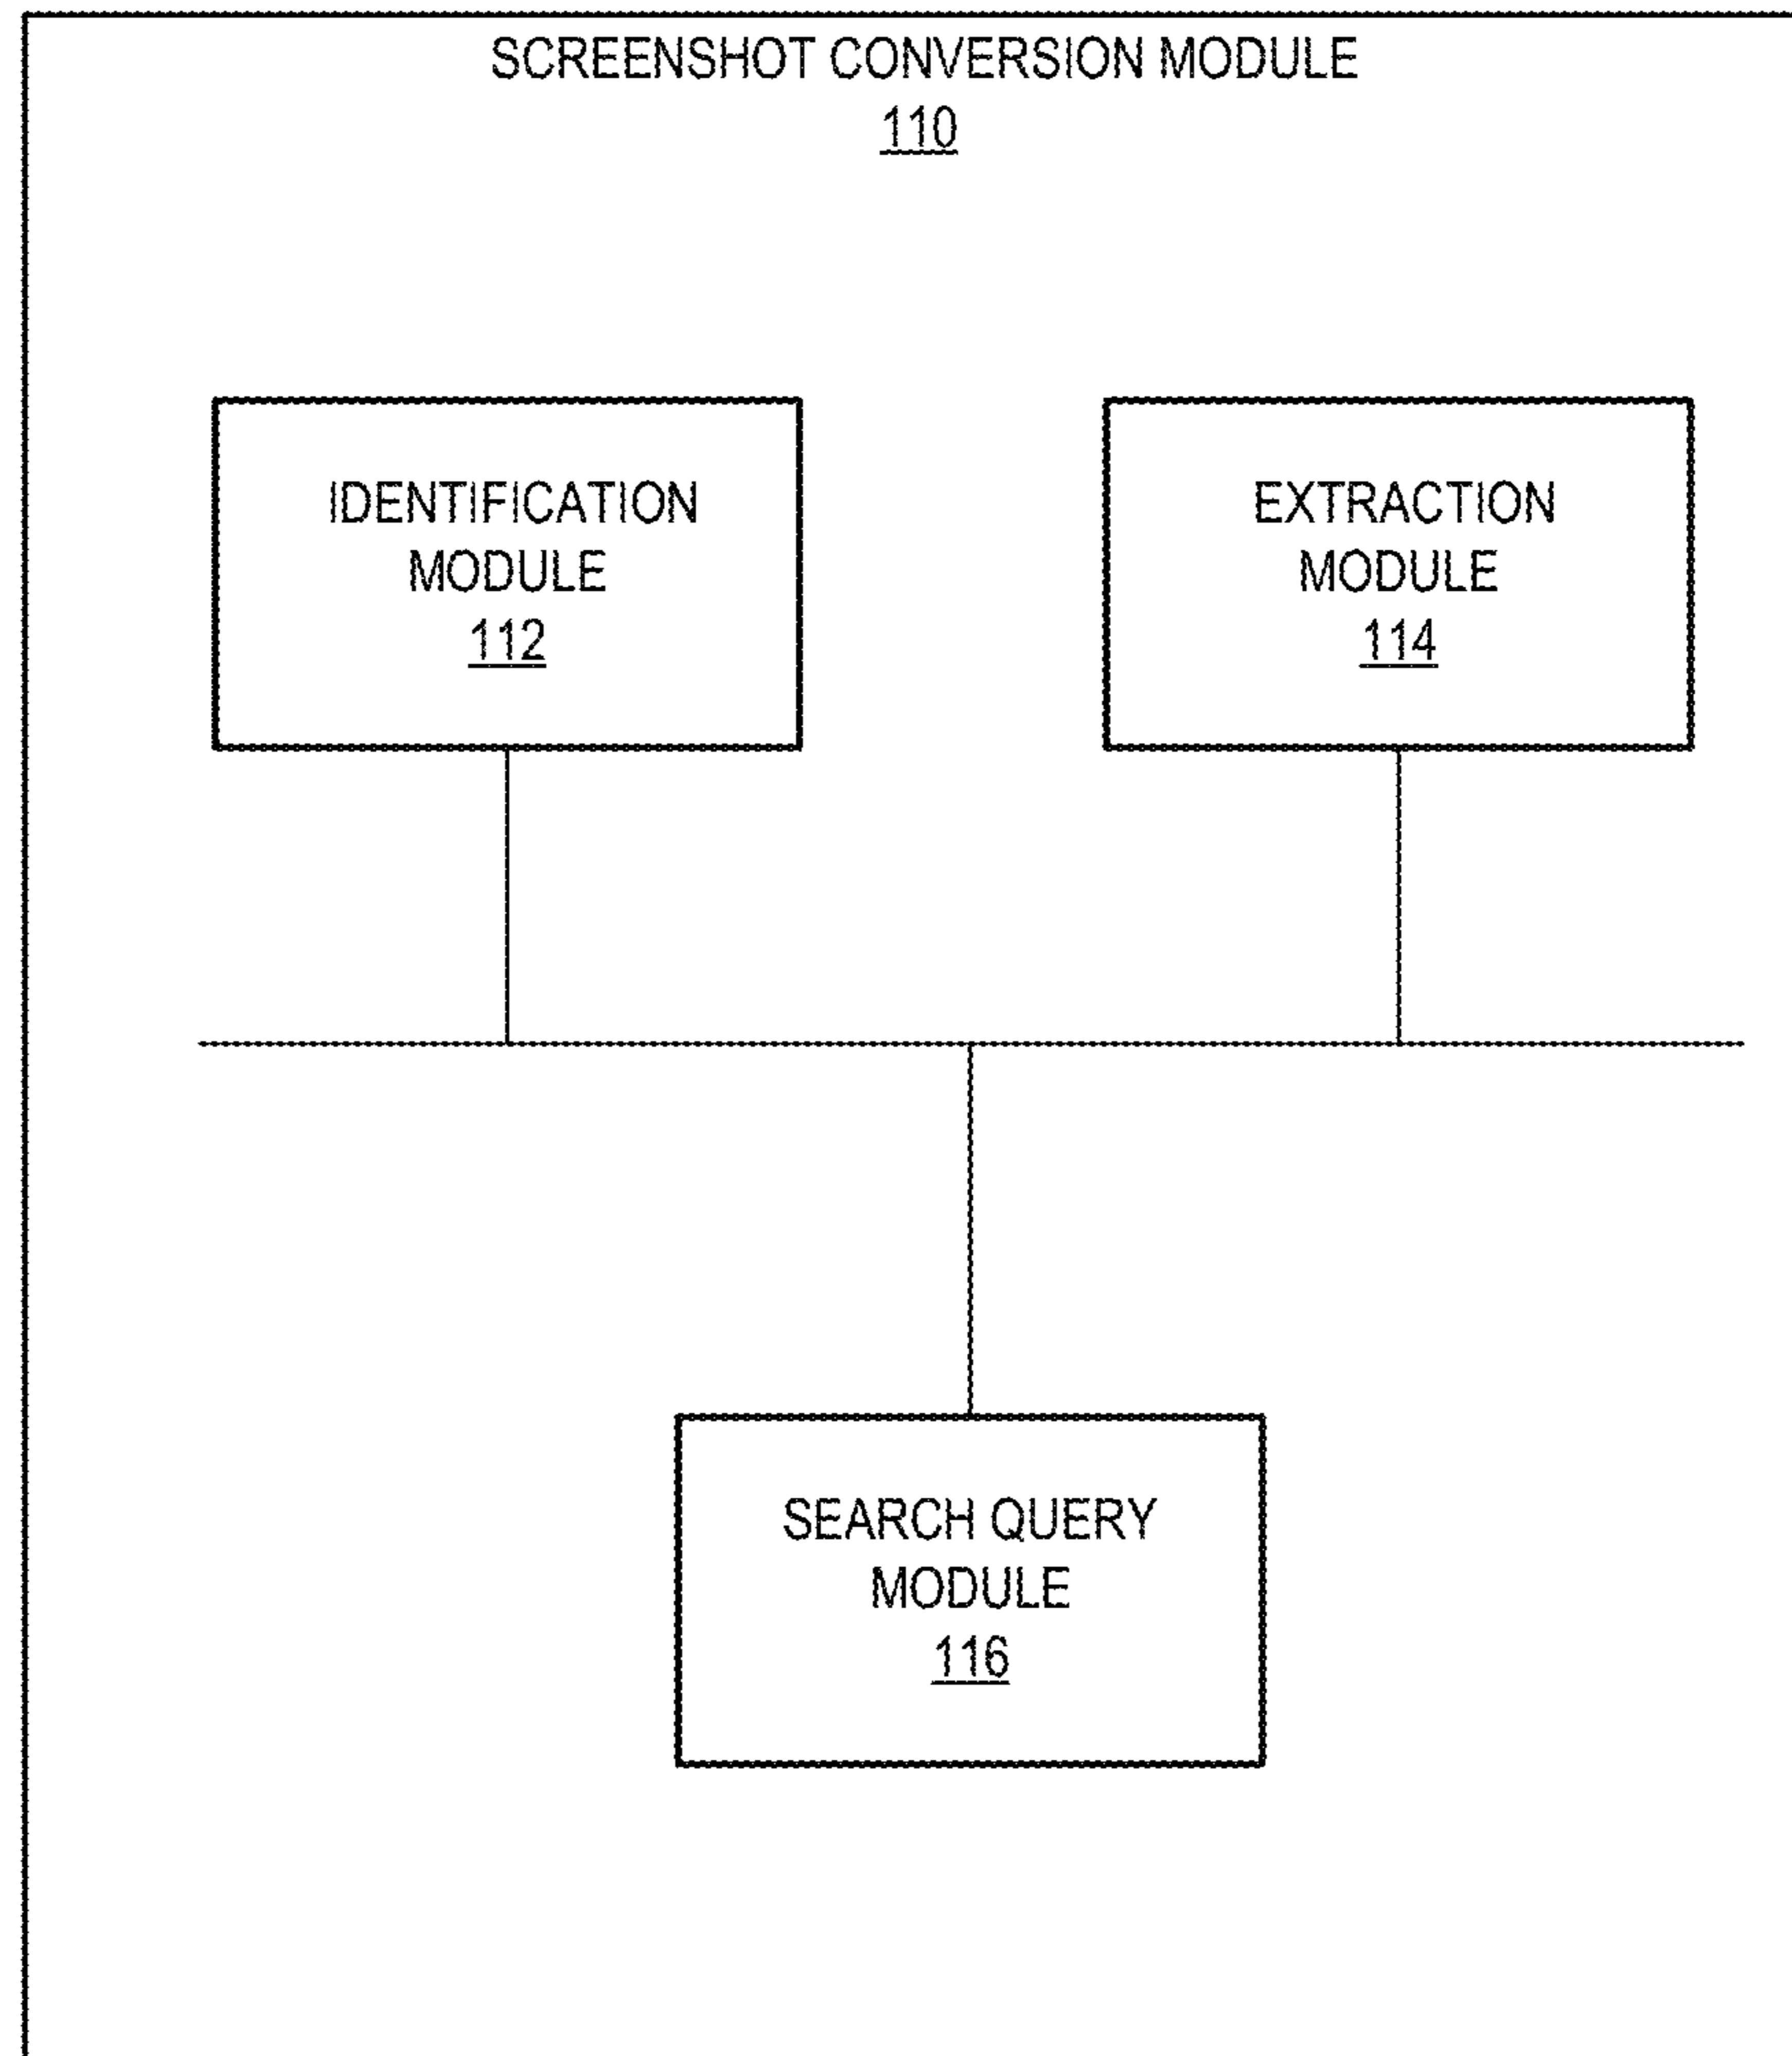 SCREENSHOT CONVERSION MODULE
110
IDENTIFICATION
MODULE
112
EXTRACTION
MODULE
114
SEARCH QUERY
MODULE
116